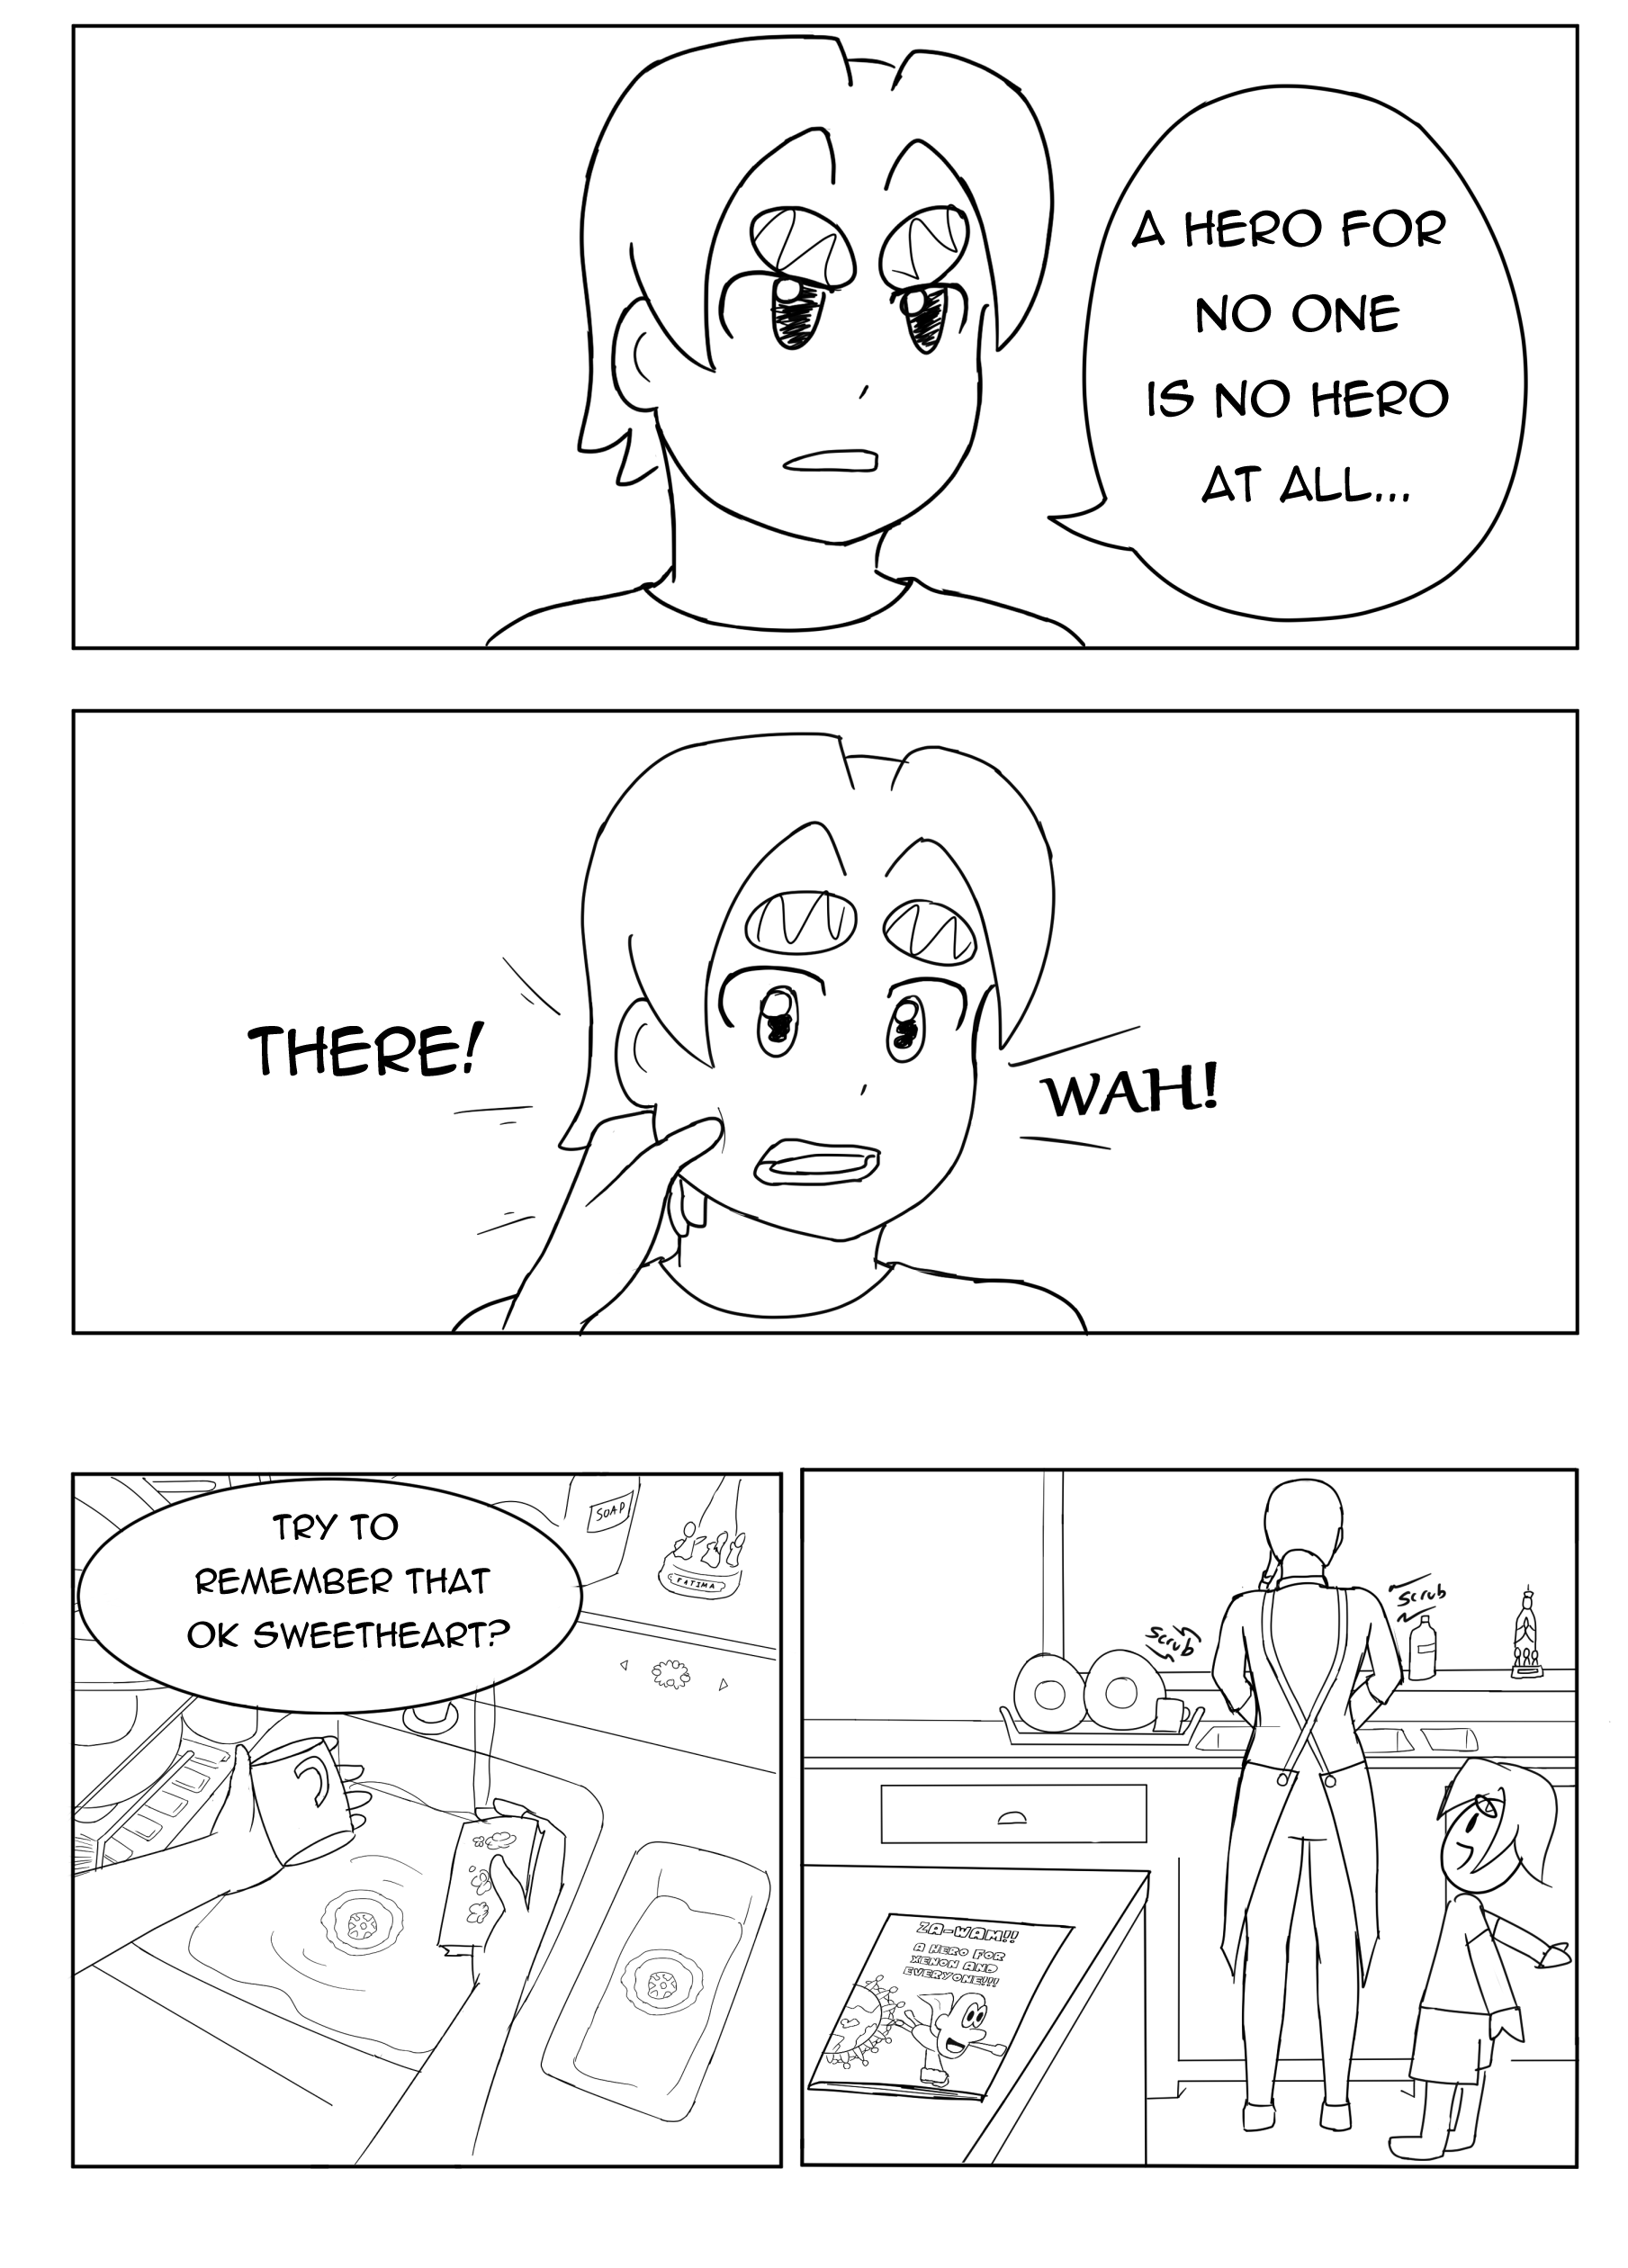 A HERO FOR
NO ONE
IS NO HERO
AT ALL...
THERE!
WAH!
TRY TO
REMEMBER THAT
OK SWEETHEART?
SOAP
FATIMA
scrub
scrub
ZA-WAM!!
A HERO FOR
XENON AND
EVERYONE!!!